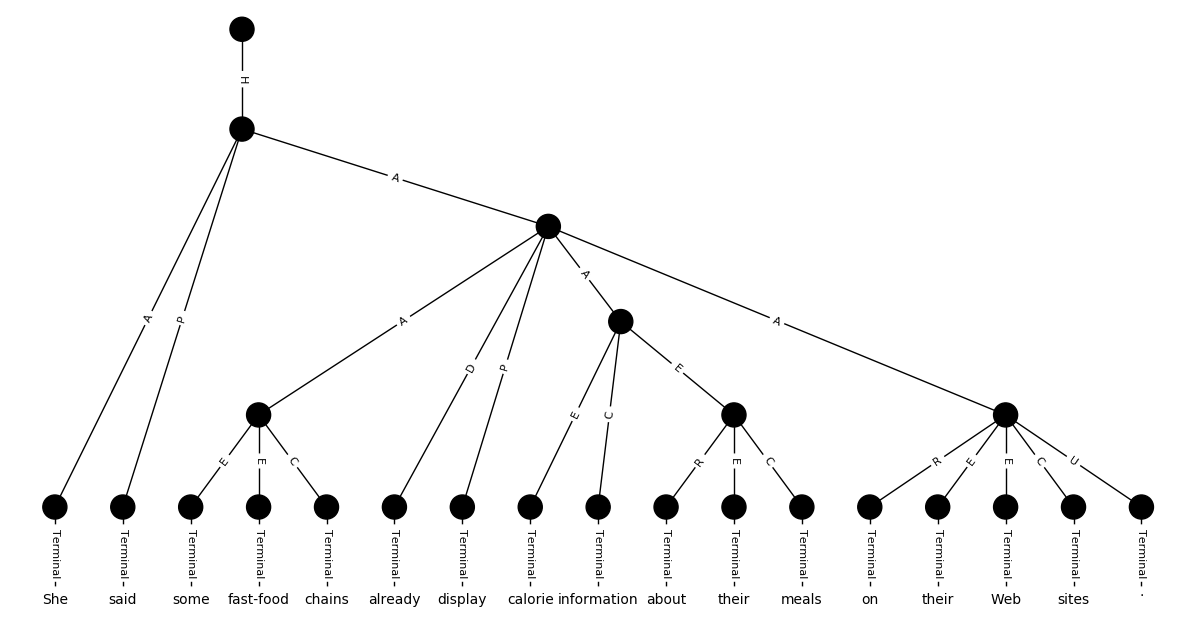 H
A
A P A A A
D P E
E C
E E C R E C R E E C U
Terminal Terminal Terminal Terminal Terminal Terminal Terminal Terminal Terminal Terminal Terminal Terminal Terminal Terminal Terminal Terminal Terminal
She said some fast-food chains already display calorie information about their meals on their Web sites .